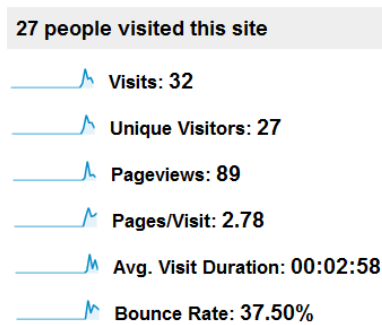 27 people visited this site
Visits: 32
Unique Visitors: 27
Pageviews: 89
Pages/Visit: 2.78
Avg. Visit Duration: 00:02:58
Bounce Rate: 37.50%